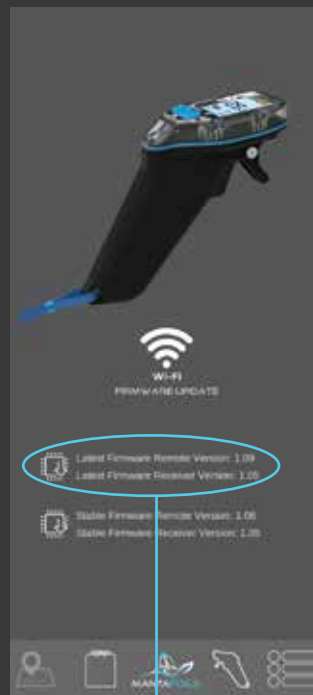 Wi-Fi
FIRMWARE UPDATE
Latest Firmware Remote Version: 1.09
Latest Firmware Receiver Version: 1.05
Stable Firmware Remote Version: 1.08
Stable Firmware Receiver Version: 1.05
MANTAFOILS